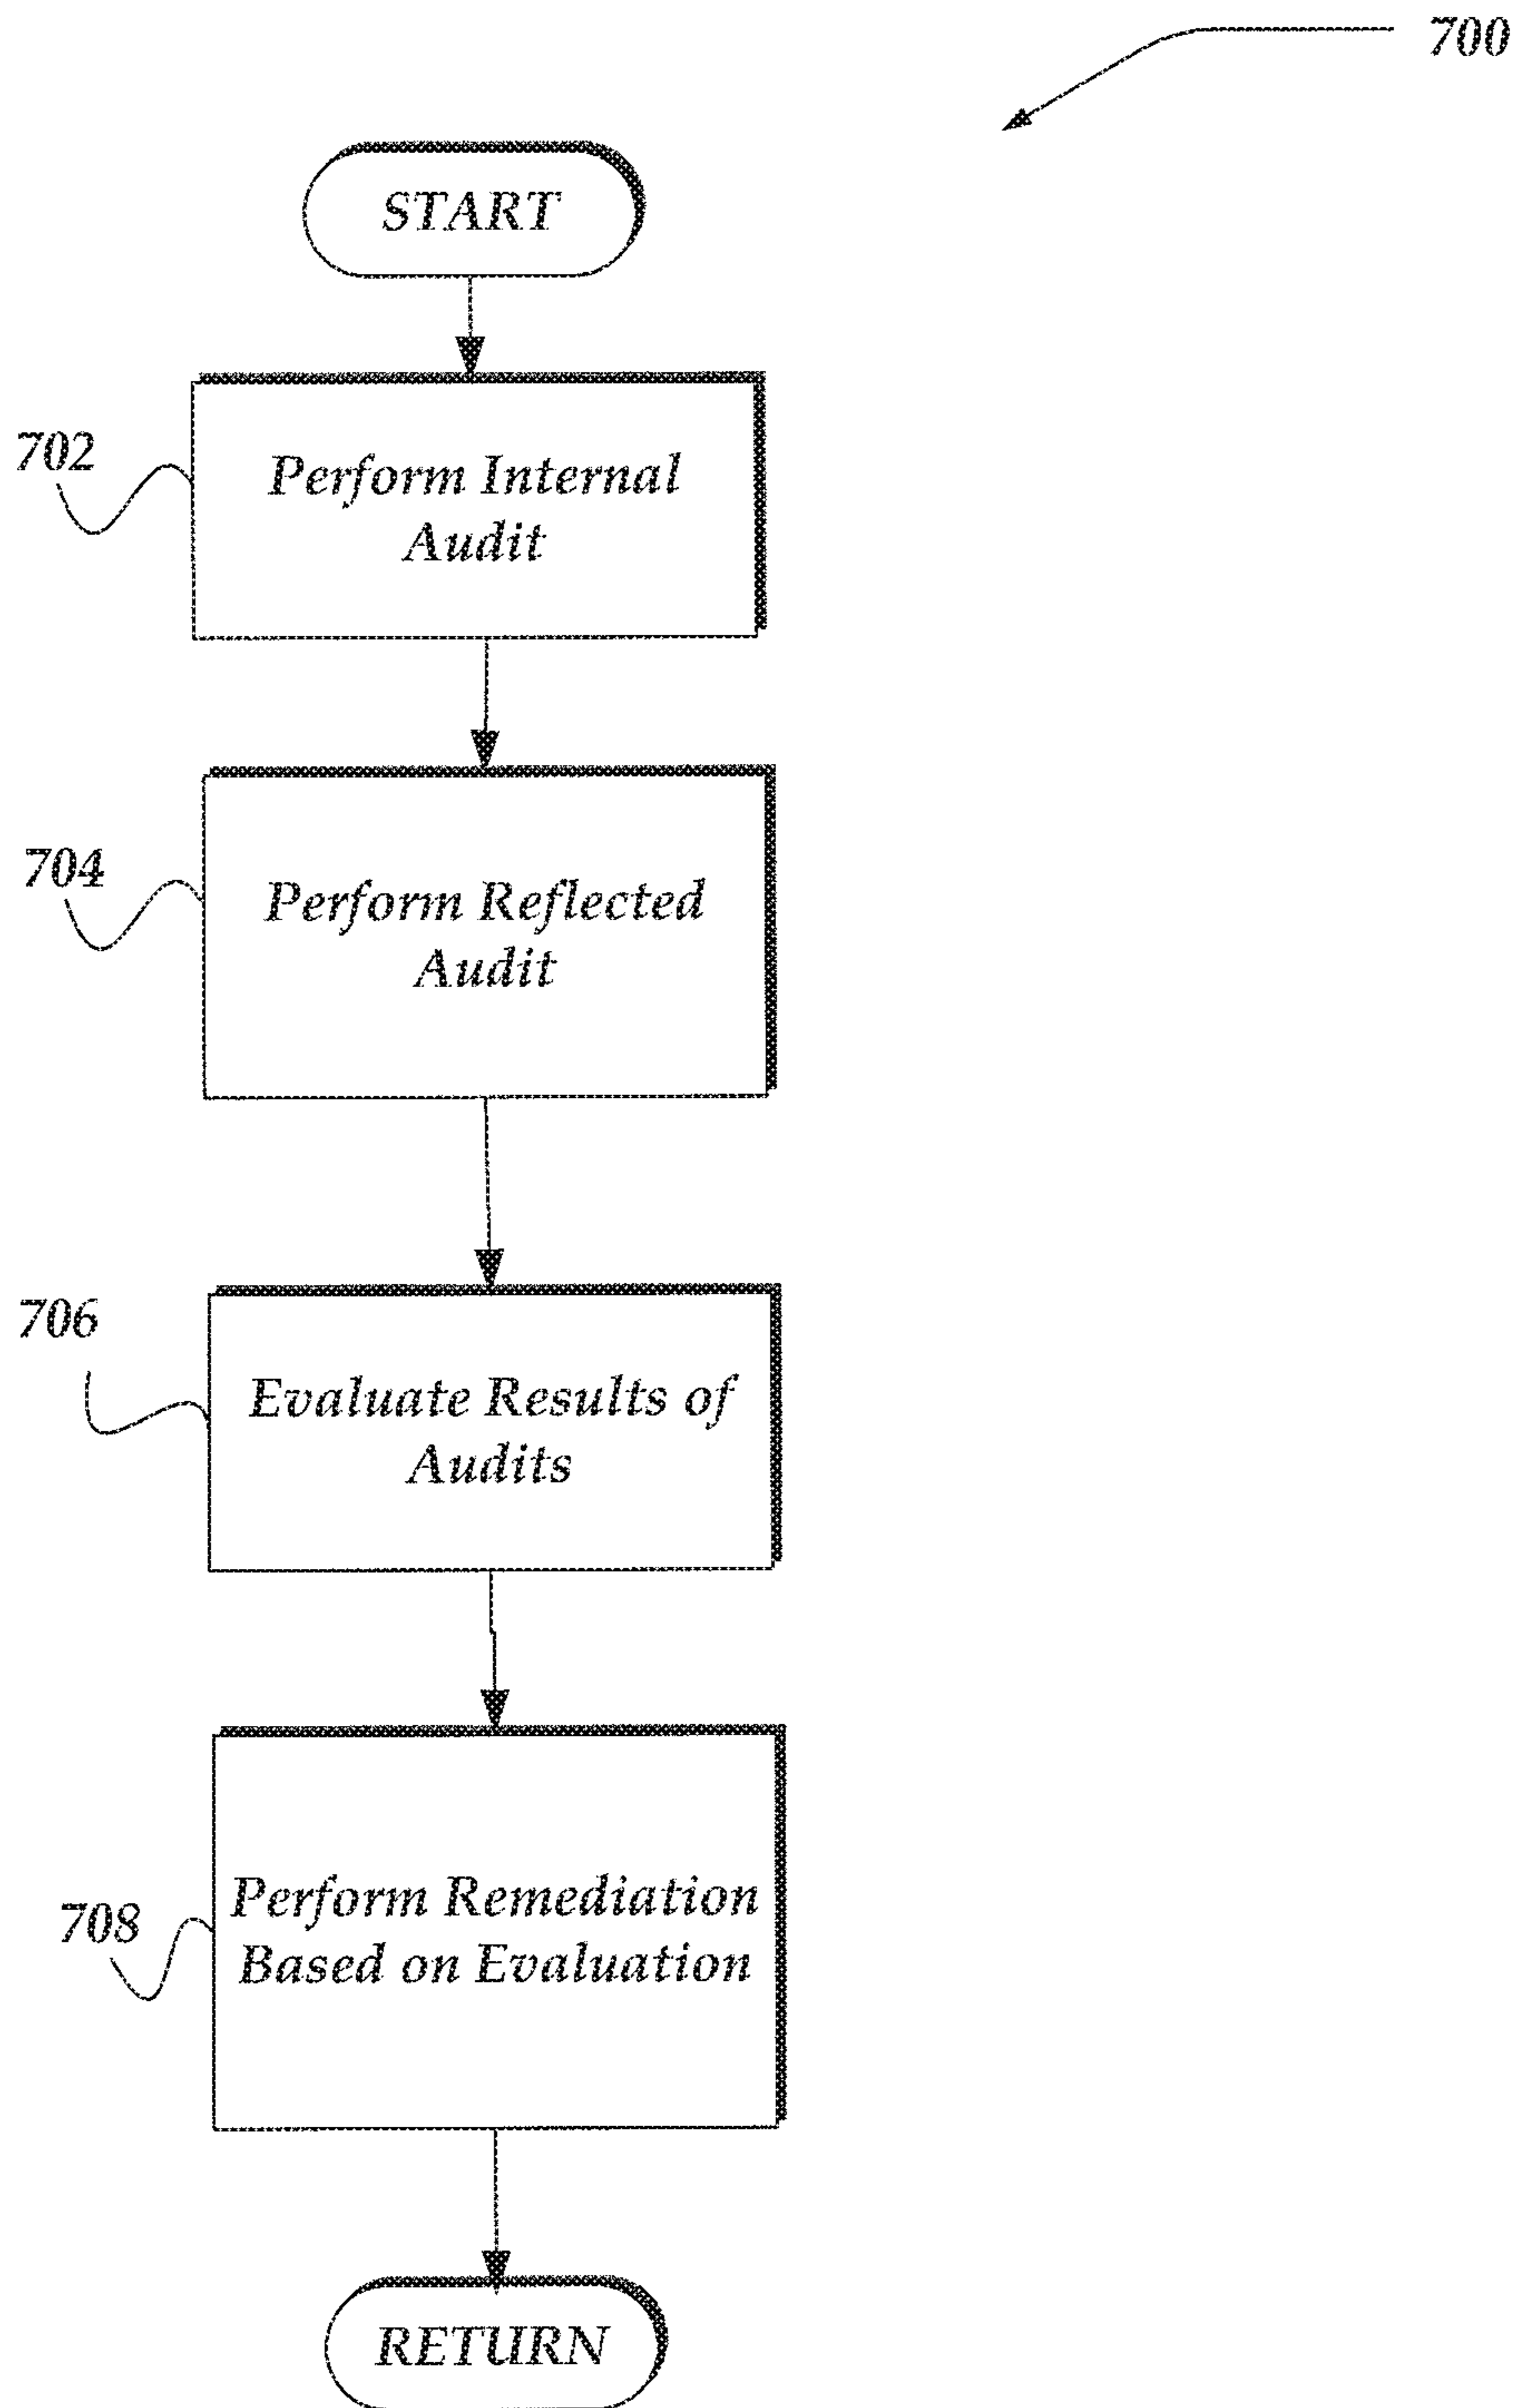 700
START
702
Perform Internal
Audit
704
Perform Reflected
Audit
706
Evaluate Results of
Audits
708
Perform Remediation
Based on Evaluation
RETURN